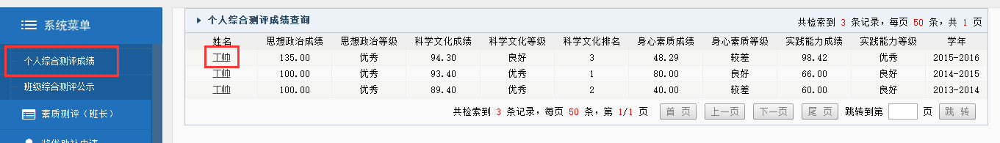 系统菜单
个人综合测评成绩
班级综合测评公示
素质测评（班长）
奖优助补申请
个人综合测评成绩查询
共检索到 3 条记录，每页 50 条，共 1 页
姓名 思想政治成绩 思想政治等级 科学文化成绩 科学文化等级 科学文化排名 身心素质成绩 身心素质等级 实践能力成绩 实践能力等级 学年
王帅 135.00 优秀 94.30 良好 3 48.29 较差 98.42 优秀 2015-2016
王帅 100.00 优秀 93.40 优秀 1 80.00 良好 66.00 良好 2014-2015
王帅 100.00 优秀 89.40 优秀 2 40.00 较差 60.00 良好 2013-2014
共检索到 3 条记录，每页 50 条，第 1/1 页 首 页 上一页 下一页 尾 页 跳转到第 页 跳 转